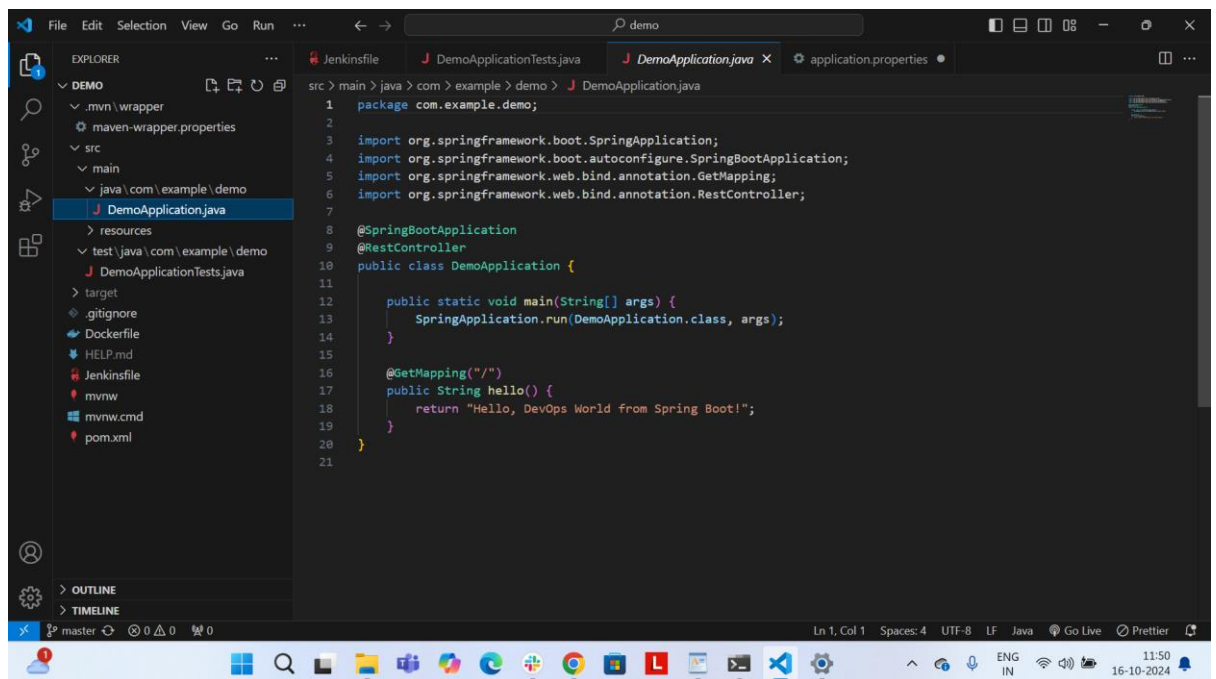 File Edit Selection View Go Run ··· demo
EXPLORER ···
Jenkinsfile DemoApplicationTests.java DemoApplication.java application.properties
DEMO
src > main > java > com > example > demo > DemoApplication.java
.mvn\wrapper
maven-wrapper.properties
src
main
java\com\example\demo
DemoApplication.java
resources
test\java\com\example\demo
DemoApplicationTests.java
target
.gitignore
Dockerfile
HELP.md
Jenkinsfile
mvnw
mvnw.cmd
pom.xml
OUTLINE
TIMELINE
1 package com.example.demo;
2
3 import org.springframework.boot.SpringApplication;
4 import org.springframework.boot.autoconfigure.SpringBootApplication;
5 import org.springframework.web.bind.annotation.GetMapping;
6 import org.springframework.web.bind.annotation.RestController;
7
8 @SpringBootApplication
9 @RestController
10 public class DemoApplication {
11
12 public static void main(String[] args) {
13 SpringApplication.run(DemoApplication.class, args);
14 }
15
16 @GetMapping("/")
17 public String hello() {
18 return "Hello, DevOps World from Spring Boot!";
19 }
20 }
21
master 0 0 0 Ln 1, Col 1 Spaces: 4 UTF-8 LF Java Go Live Prettier
ENG
IN
11:50
16-10-2024